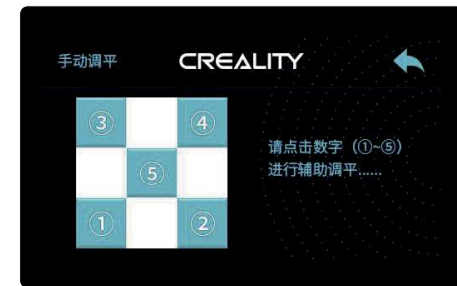 手动调平
CREALITY
③
④
请点击数字（①~⑤）
进行辅助调平......
⑤
①
②